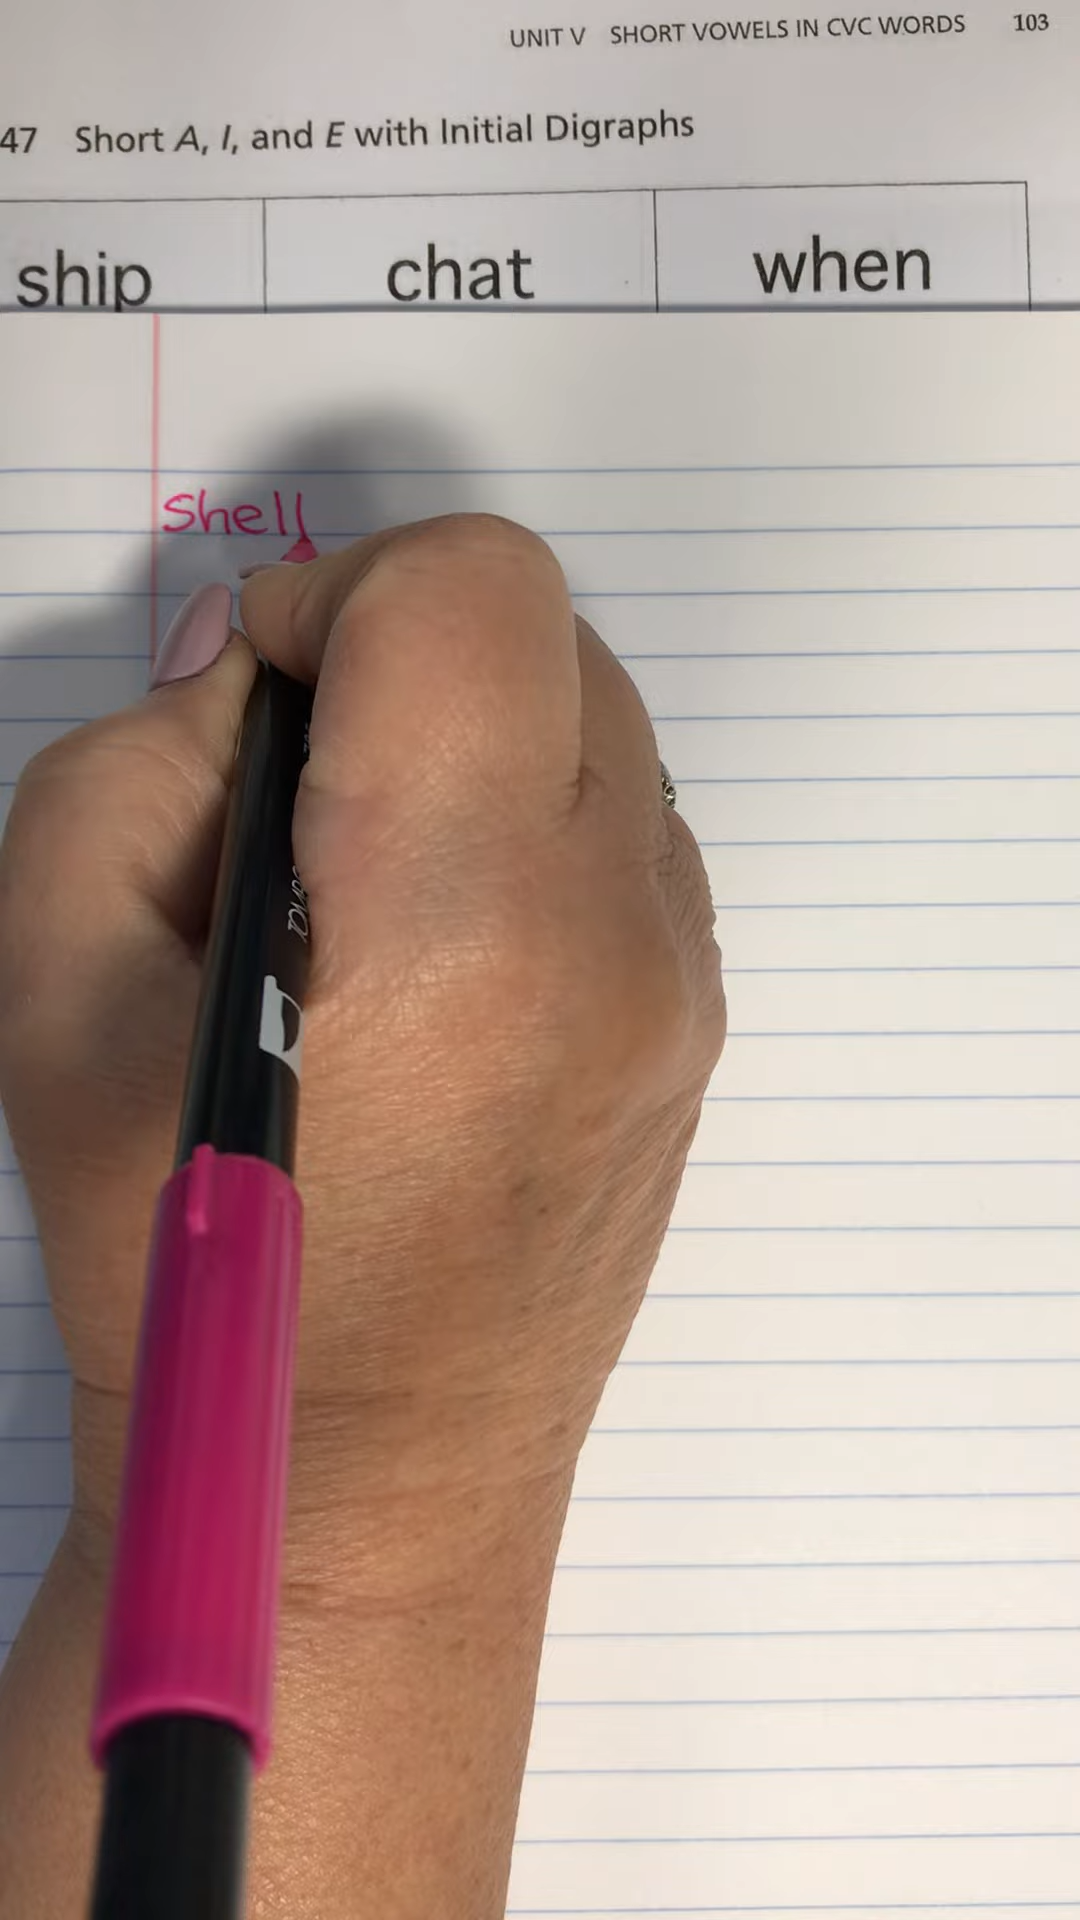 UNIT V SHORT VOWELS IN CVC WORDS 103
47 Short A, I, and E with Initial Digraphs
ship chat when
Shell